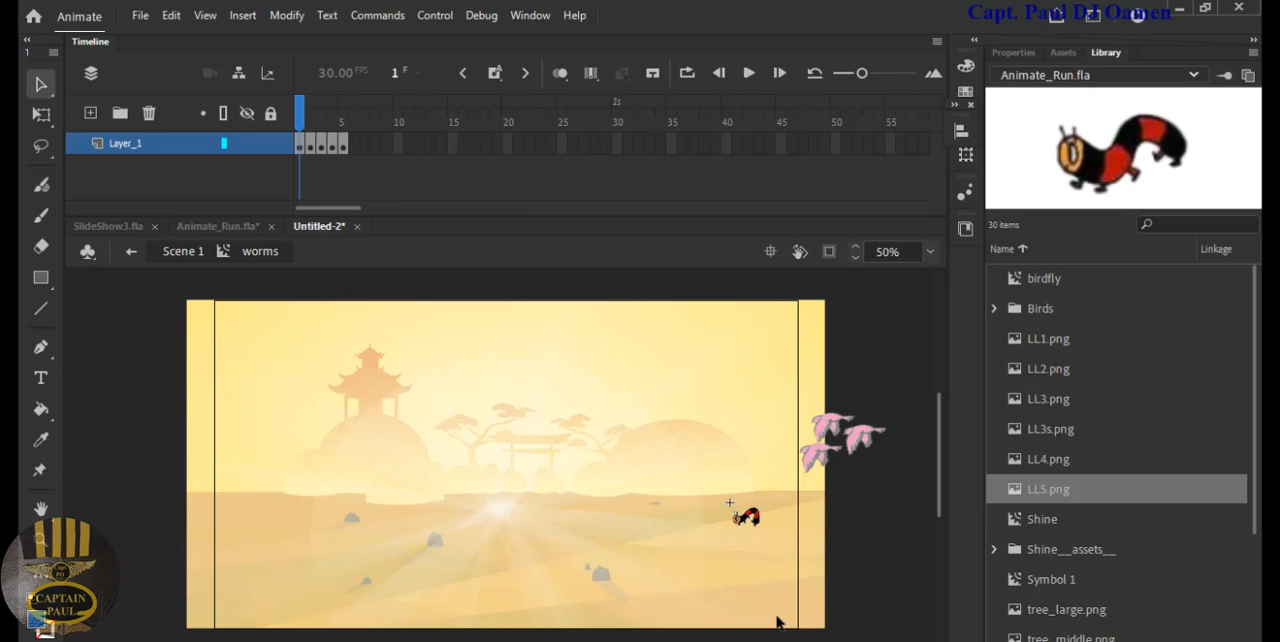 Capt. Paul DJ Oamen
Animate File Edit View Insert Modify Text Commands Control Debug Window Help
1 Timeline
Properties Assets Library
30.00 FPS 1 F
Animate_Run.fla
1s
5 10 15 20 25 30 35 40 45 50 55
Layer_1
SlideShow3.fla Animate_Run.fla* Untitled-2*
30 items
Scene 1 worms 50%
Name Linkage
birdfly
Birds
LL1.png
LL2.png
LL3.png
LL3s.png
LL4.png
LL5.png
Shine
Shine__assets__
Symbol 1
tree_large.png
tree_middle.png
CAPTAIN
PAUL